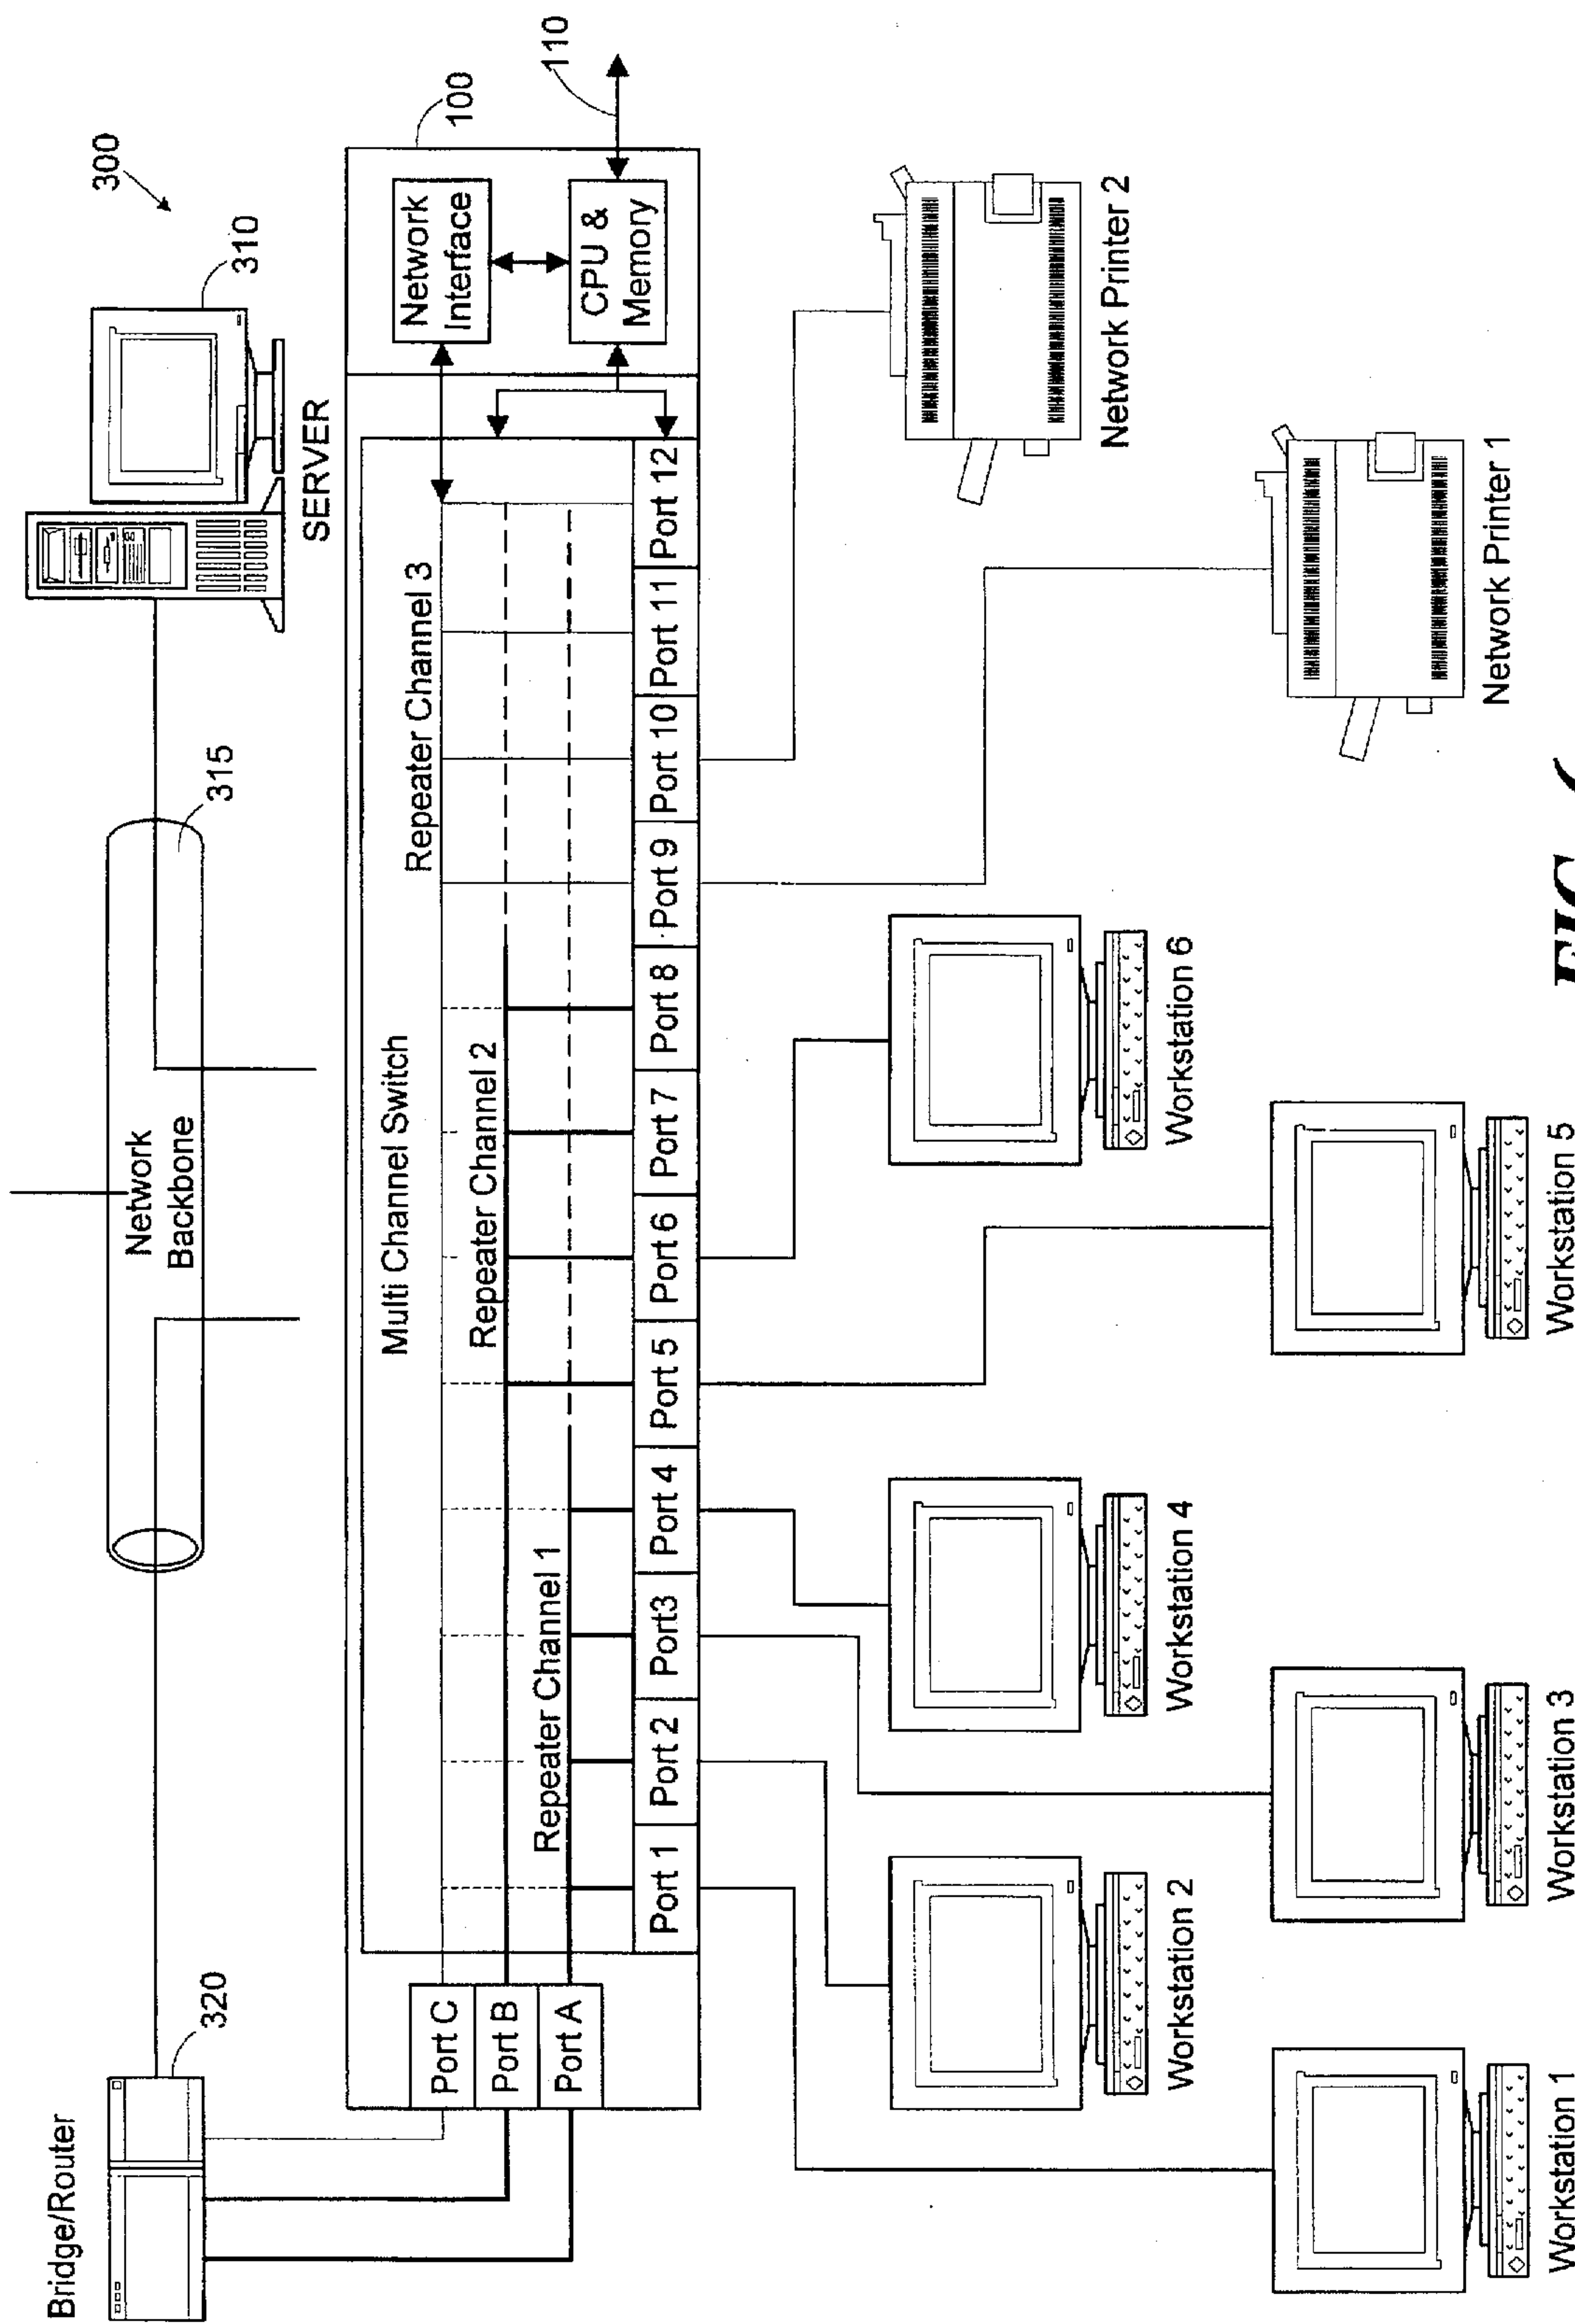 Bridge/Router
320
Network
Backbone
315
300
310
SERVER
100
110
Multi Channel Switch
Repeater Channel 3
Repeater Channel 2
Repeater Channel 1
Network
Interface
CPU &
Memory
Port C
Port B
Port A
Port 1
Port 2
Port3
Port 4
Port 5
Port 6
Port 7
Port 8
Port 9
Port 10
Port 11
Port 12
Workstation 2
Workstation 4
Workstation 6
Network Printer 2
Workstation 1
Workstation 3
Workstation 5
Network Printer 1